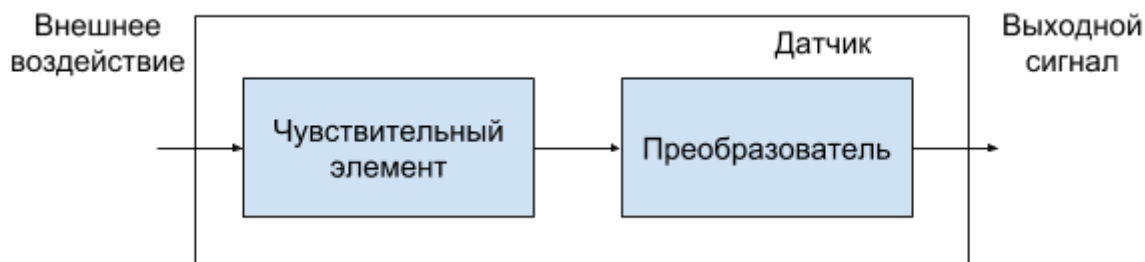 Внешнее
воздействие
Датчик
Выходной
сигнал
Чувствительный
элемент
Преобразователь